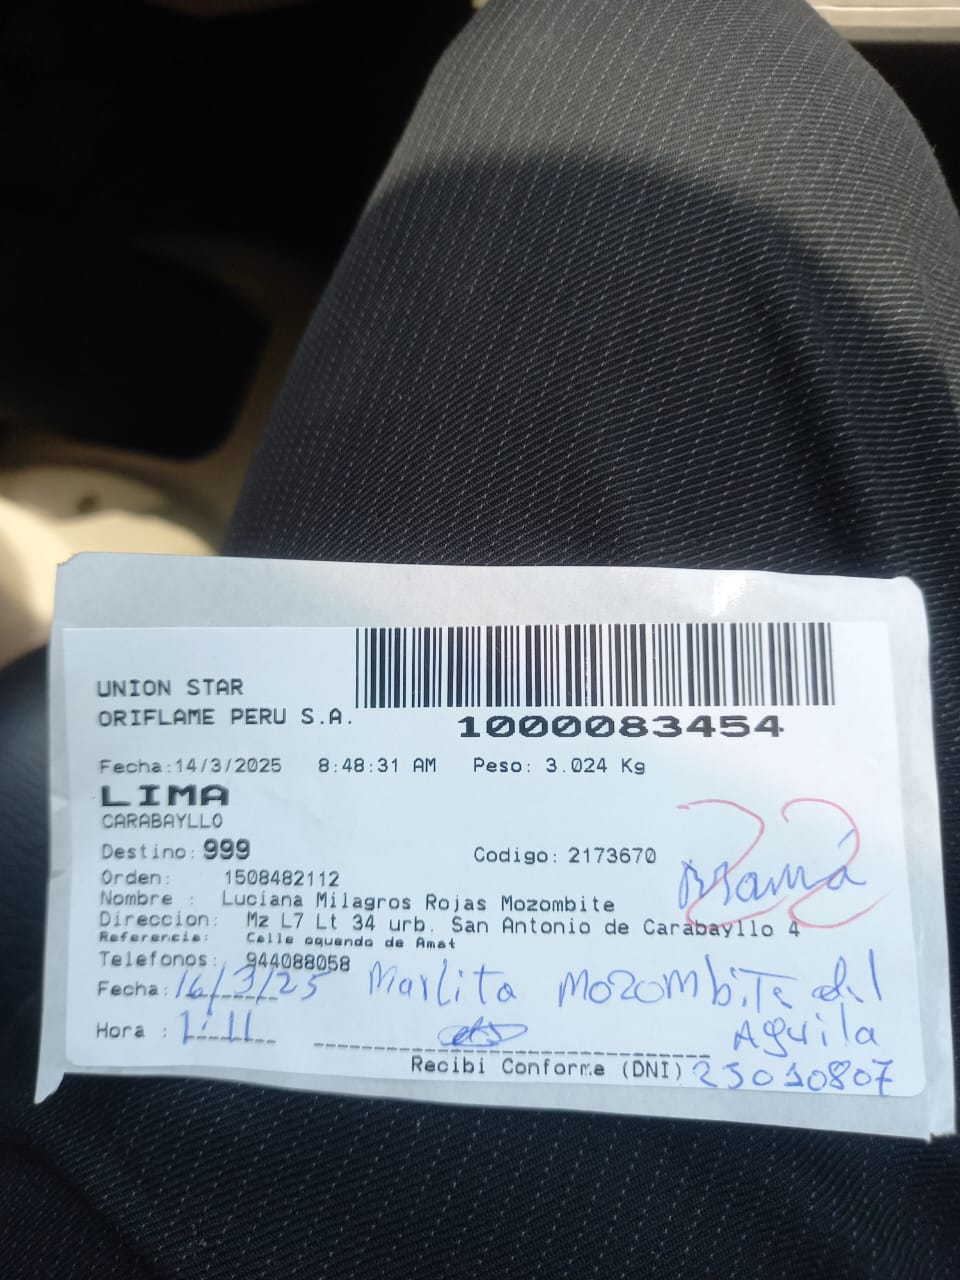 UNION STAR
ORIFLAME PERU S.A.
1000083454
Fecha:14/3/2025 8:48:31 AM Peso: 3.024 Kg
LIMA
CARABAYLLO
Destino: 999 Codigo: 2173670
22
Mamá
Orden: 1508482112
Nombre : Luciana Milagros Rojas Mozombite
Direccion: Mz L7 Lt 34 urb. San Antonio de Carabayllo 4
Referencia: Calle oquendo de Amat
Telefonos: 944088058
Fecha: 16/3/25 Marlita Mozombite del
Aguila
Hora : 1:11
Recibi Conforme (DNI) 23010807